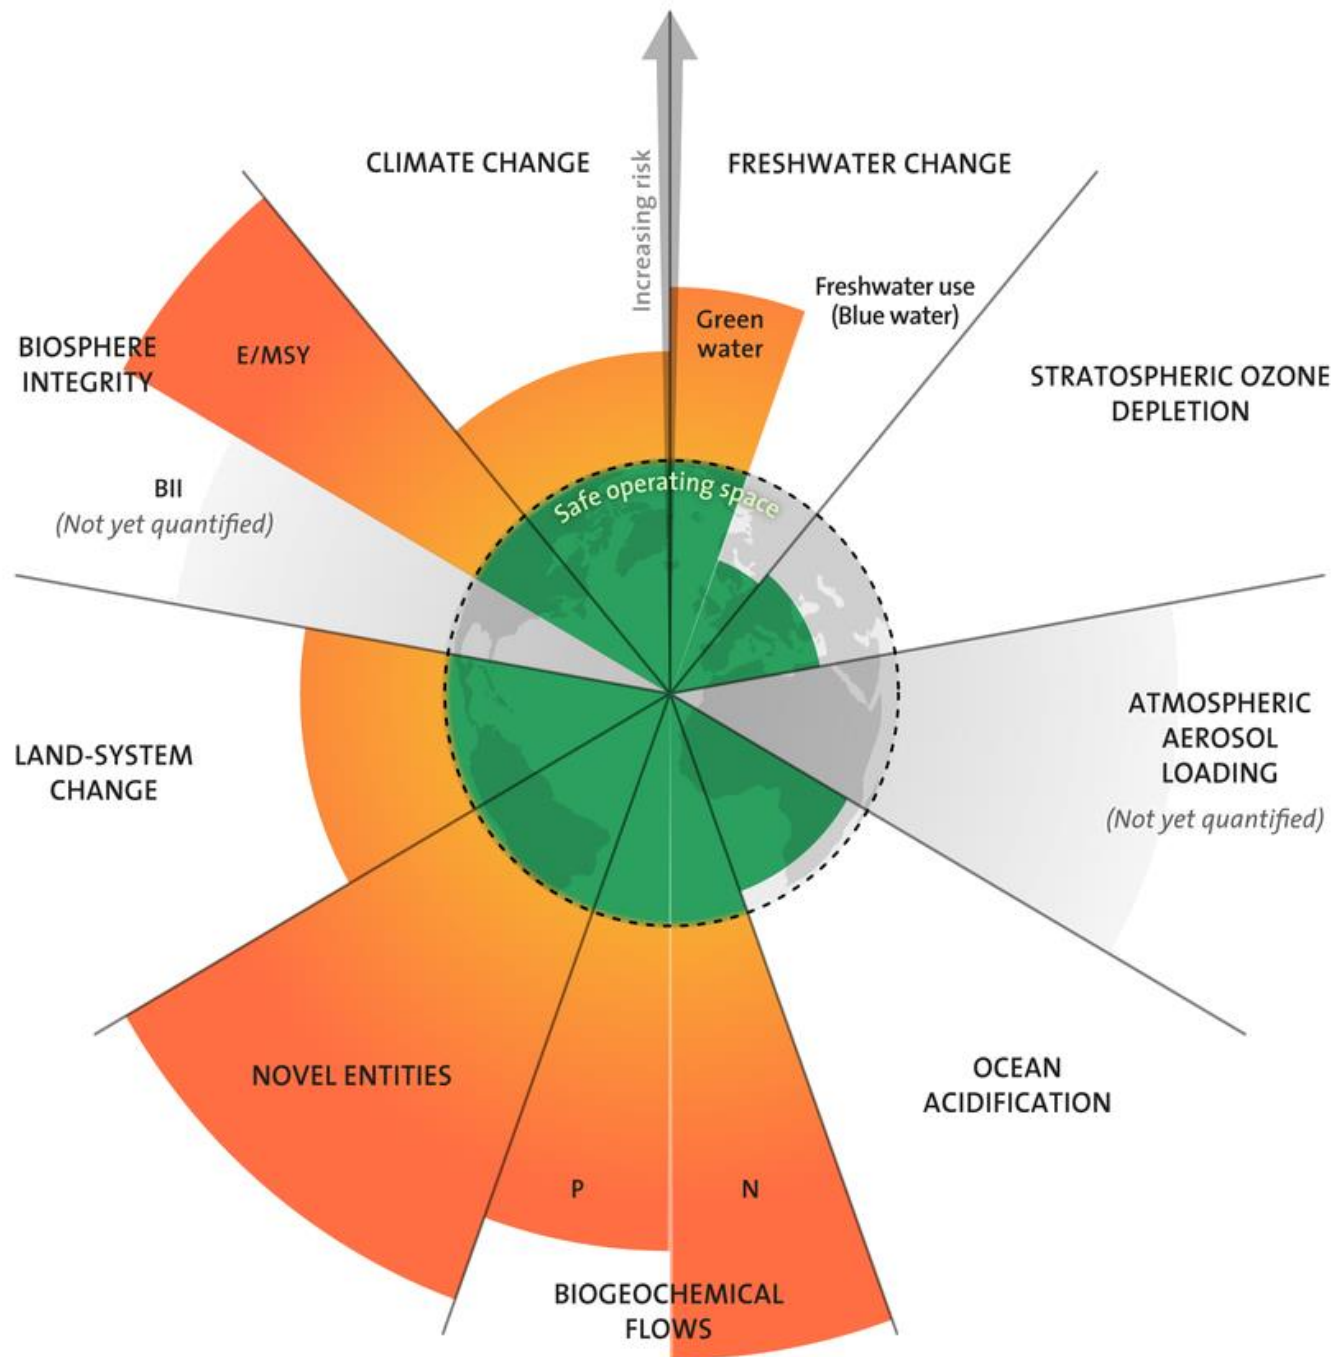 CLIMATE CHANGE
Increasing risk
FRESHWATER CHANGE
Freshwater use
(Blue water)
Green
water
STRATOSPHERIC OZONE
DEPLETION
BIOSPHERE
INTEGRITY
E/MSY
BII
(Not yet quantified)
Safe operating space
ATMOSPHERIC
AEROSOL
LOADING
(Not yet quantified)
LAND-SYSTEM
CHANGE
NOVEL ENTITIES
OCEAN
ACIDIFICATION
P
N
BIOGEOCHEMICAL
FLOWS